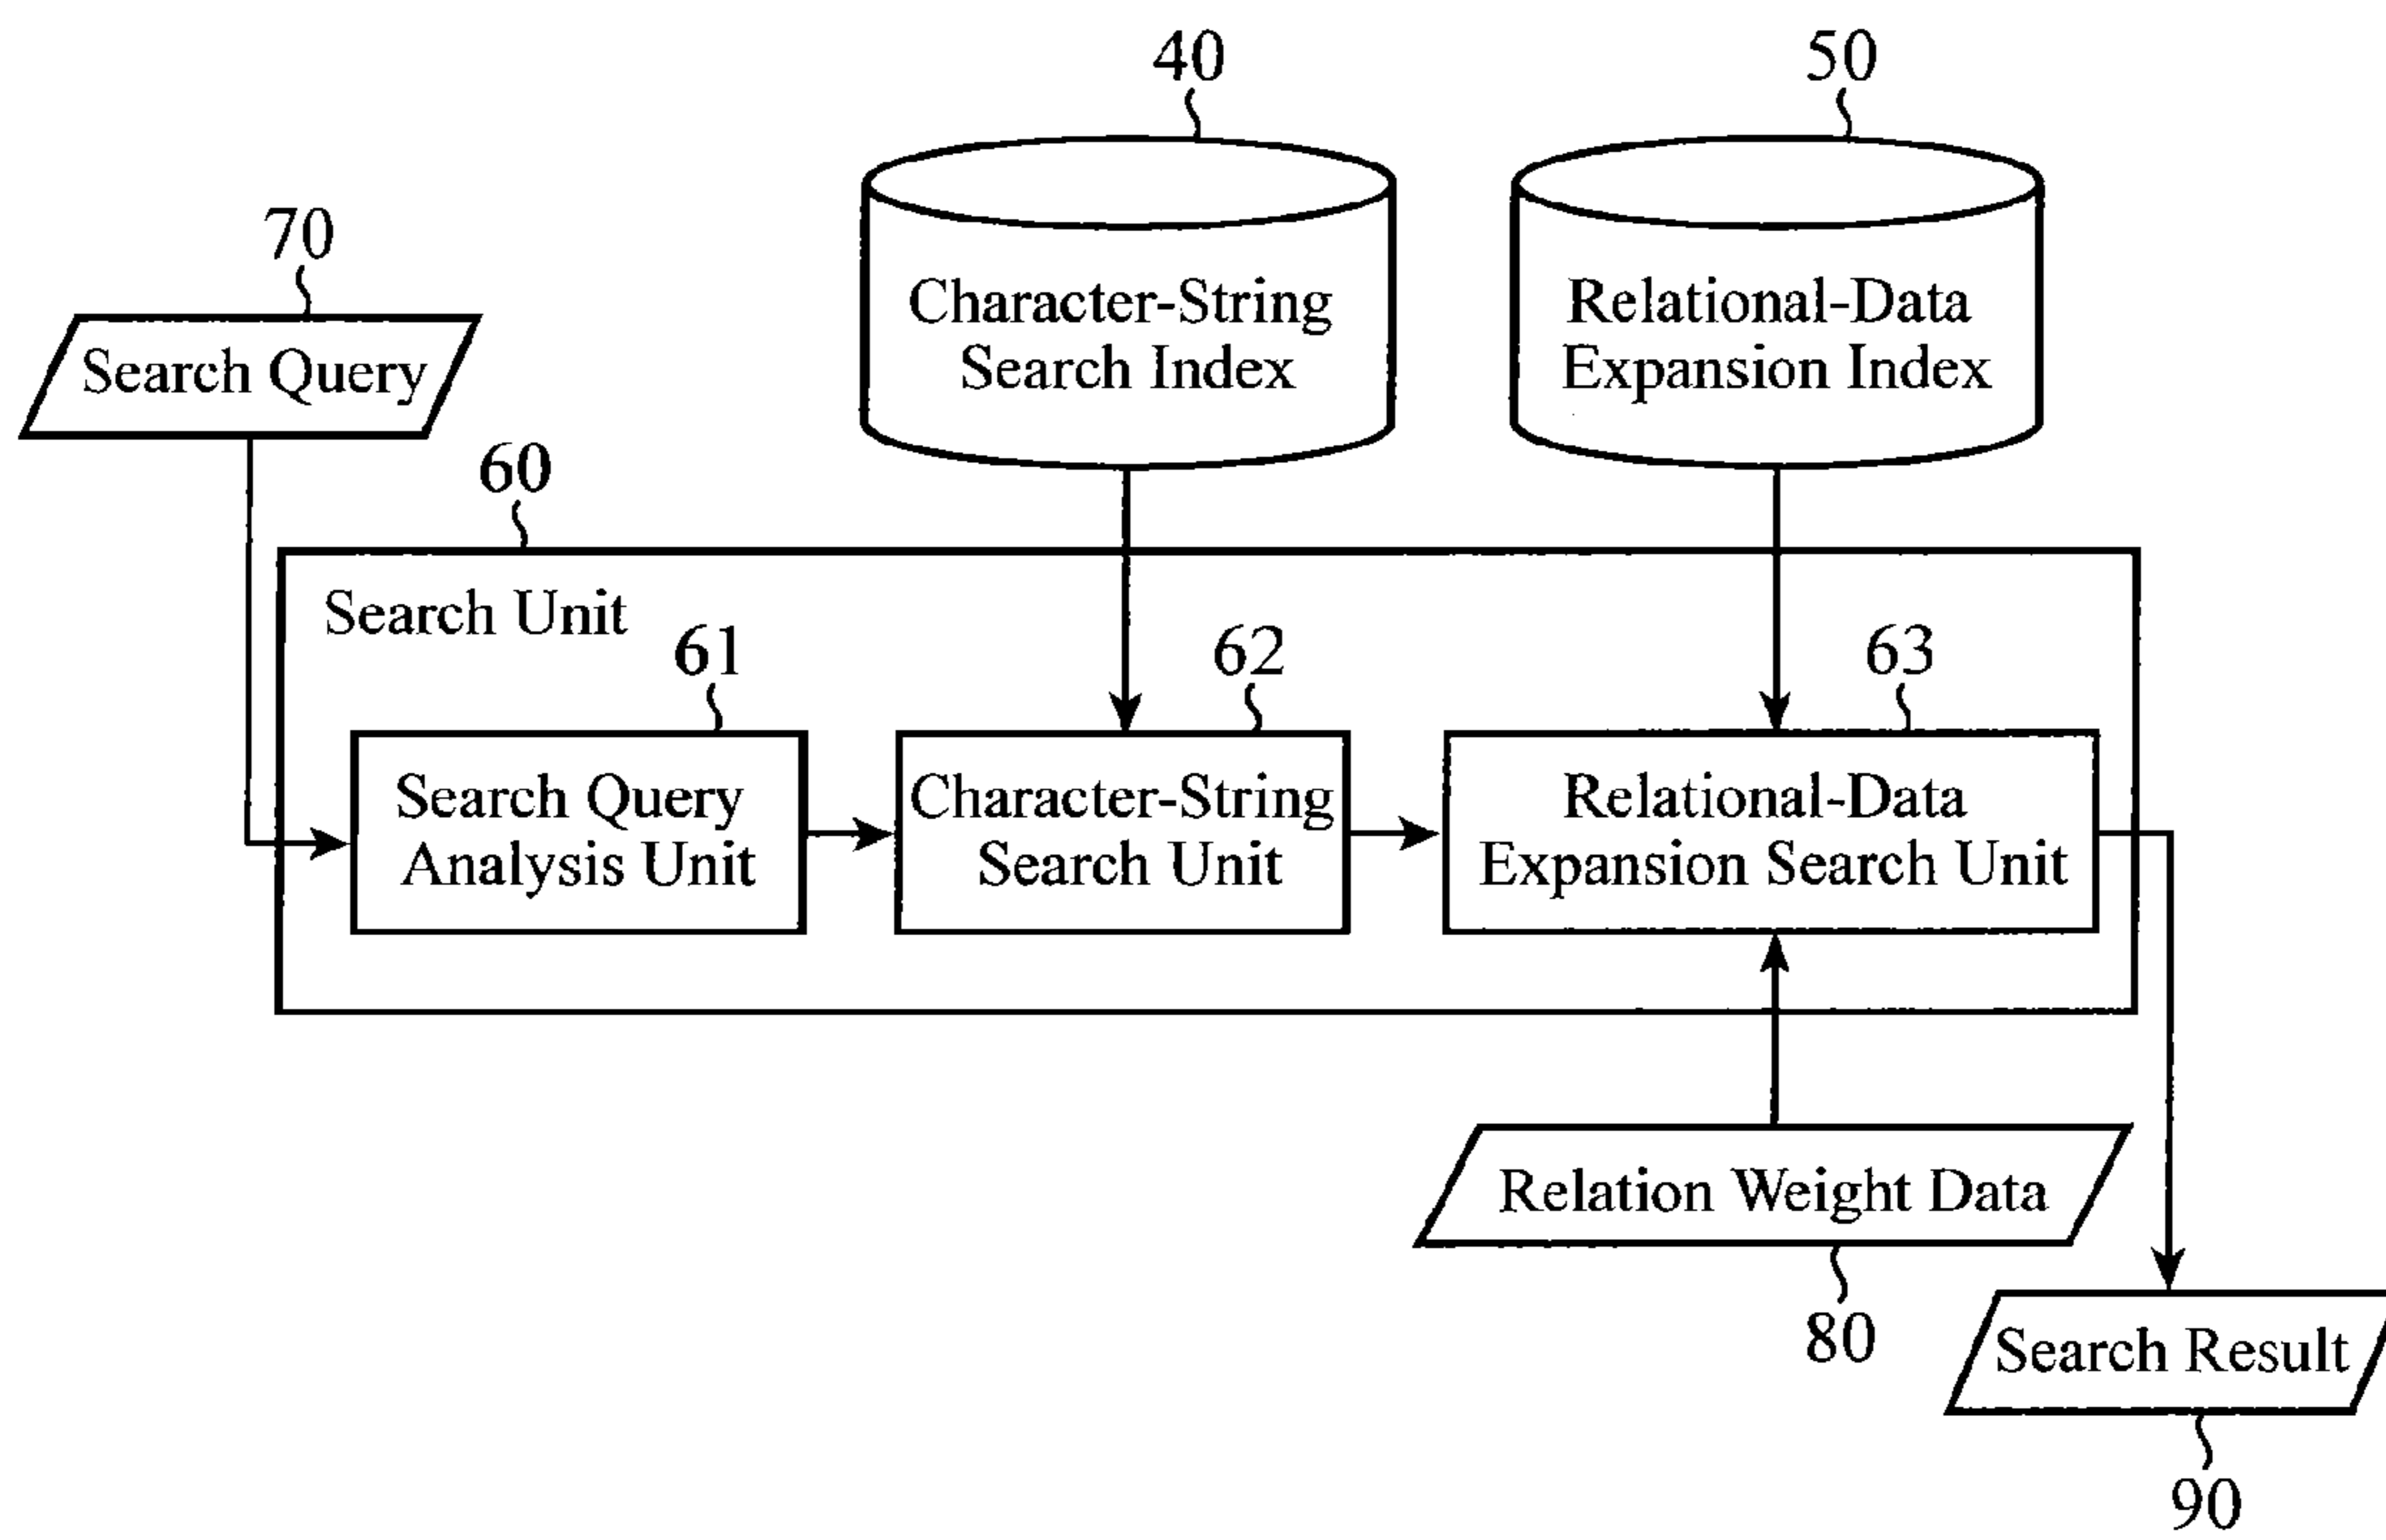 40
50
70
Character-String
Search Index
Relational-Data
Expansion Index
Search Query
60
Search Unit
61
62
63
Search Query
Analysis Unit
Character-String
Search Unit
Relational-Data
Expansion Search Unit
Relation Weight Data
80
Search Result
90